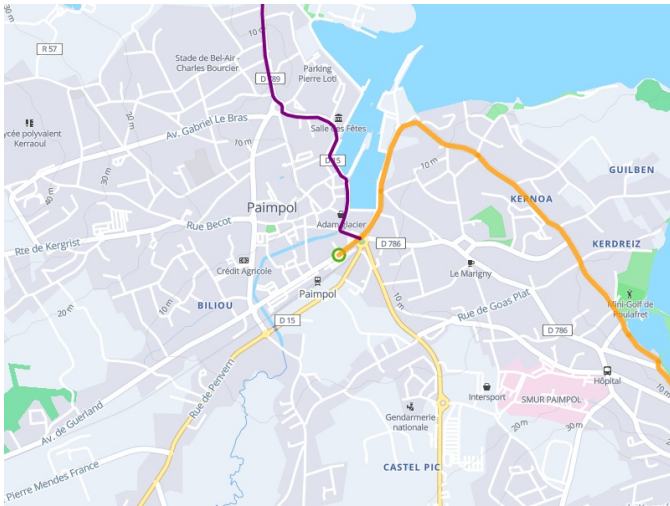 10 m
R 57
Stade de Bel-Air -
Charles Bourcier
Parking
Pierre Loti
D 789
Lycée polyvalent
Kerraoul
20 m
Av. Gabriel Le Bras
Salle des Fêtes
30 m
D 15
10 m
GUILBEN
40 m
KERNOA
Paimpol
Rue Becot
Adam glacier
KERDREIZ
Rte de Kergrist
D 786
Crédit Agricole
Le Marigny
Paimpol
10 m
Mini-Golf de
Poulafret
BILIOU
10 m
Rue de Goas Plat
20 m
D 15
D 786
Rue de Penvern
Hôpital
10 m
Intersport
SMUR PAIMPOL
Av. de Guerland
Gendarmerie
nationale
20 m
30 m
CASTEL PIC
Pierre Mendes France